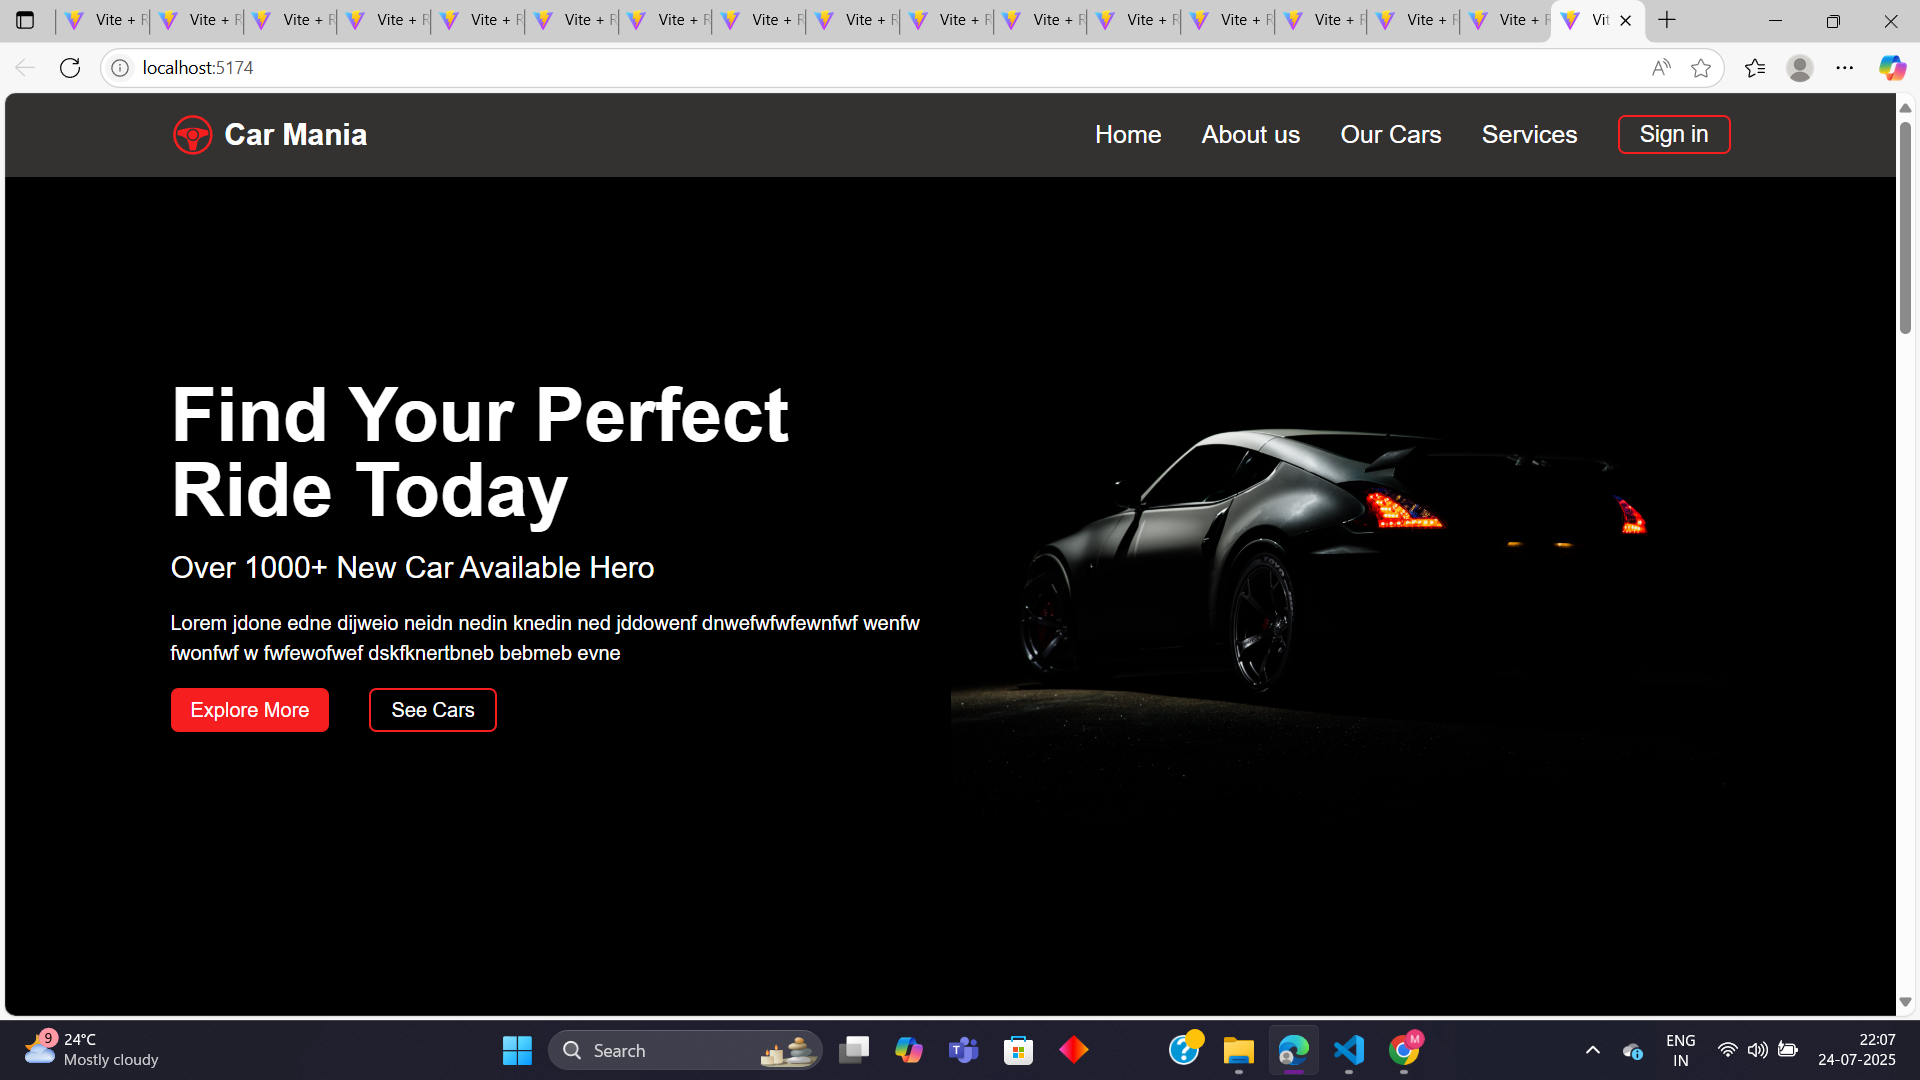 Vite + R Vite + R Vite + R Vite + R Vite + R Vite + R Vite + R Vite + R Vite + R Vite + R Vite + R Vite + R Vite + R Vite + R Vite + R Vite + R Vit
localhost:5174
Car Mania Home About us Our Cars Services Sign in
Find Your Perfect
Ride Today
Over 1000+ New Car Available Hero
Lorem jdone edne dijweio neidn nedin knedin ned jddowenf dnwefwfwfewnfwf wenfw
fwonfwf w fwfewofwef dskfknertbneb bebmeb evne
Explore More See Cars
9 24°C
Mostly cloudy
Search
M
ENG
IN
22:07
24-07-2025